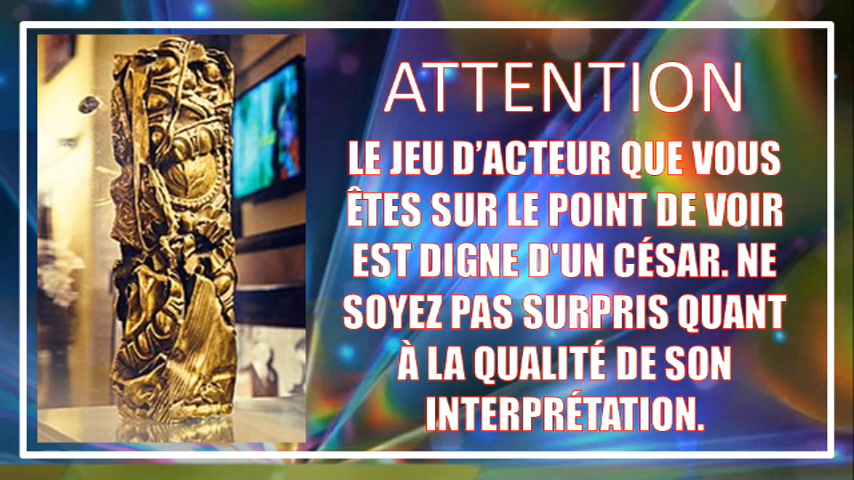 ATTENTION
LE JEU D’ACTEUR QUE VOUS
ÊTES SUR LE POINT DE VOIR
EST DIGNE D'UN CÉSAR. NE
SOYEZ PAS SURPRIS QUANT
À LA QUALITÉ DE SON
INTERPRÉTATION.